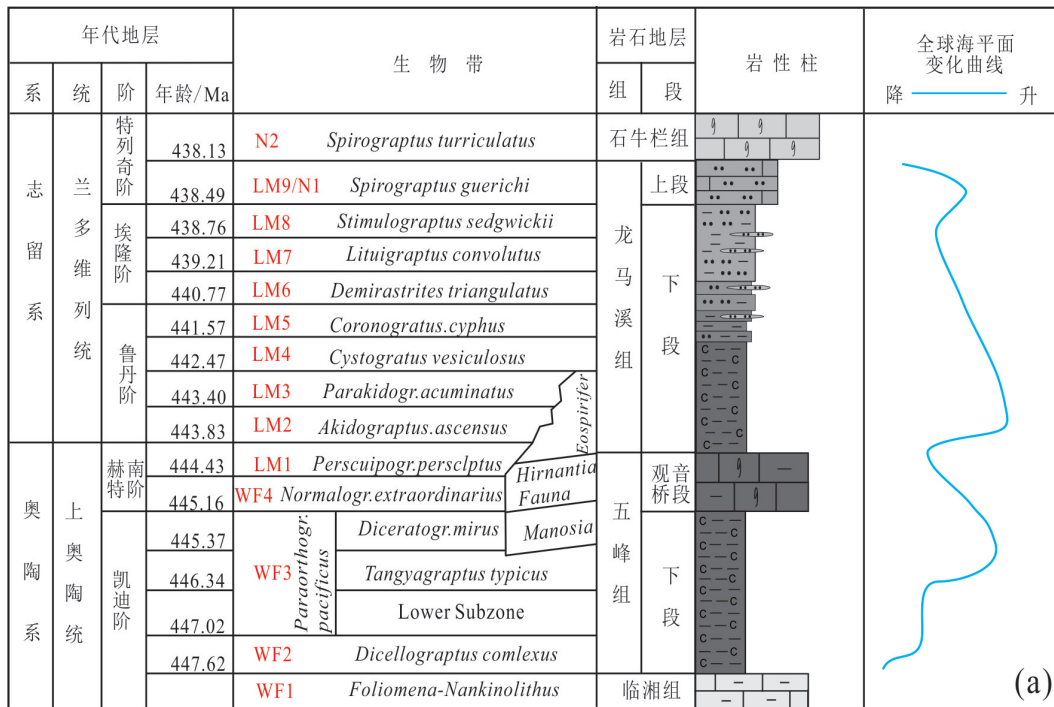 年代地层
生物带
岩石地层
岩性柱
全球海平面
变化曲线
降
升
系
统
阶
年龄/Ma
组
段
志留系
兰多维列统
特列奇阶
438.13
N2
Spirograptus turriculatus
石牛栏组
438.49
LM9/N1
Spirograptus guerichi
龙马溪组
上段
埃隆阶
438.76
LM8
Stimulograptus sedgwickii
下段
439.21
LM7
Lituigraptus convolutus
440.77
LM6
Demirastrites triangulatus
鲁丹阶
441.57
LM5
Coronogratus.cyphus
442.47
LM4
Cystogratus vesiculosus
443.40
LM3
Parakidogr.acuminatus
Eospirifer
443.83
LM2
Akidograptus.ascensus
奥陶系
上奥陶统
赫南
特阶
444.43
LM1
Perscuipogr.persclptus
Hirnantia
Fauna
五峰组
观音
桥段
445.16
WF4
Normalogr.extraordinarius
凯迪阶
445.37
WF3
Paraorthogr.
pacificus
Diceratogr.mirus
Manosia
下段
446.34
Tangyagraptus typicus
447.02
Lower Subzone
447.62
WF2
Dicellograptus comlexus
WF1
Foliomena-Nankinolithus
临湘组
(a)